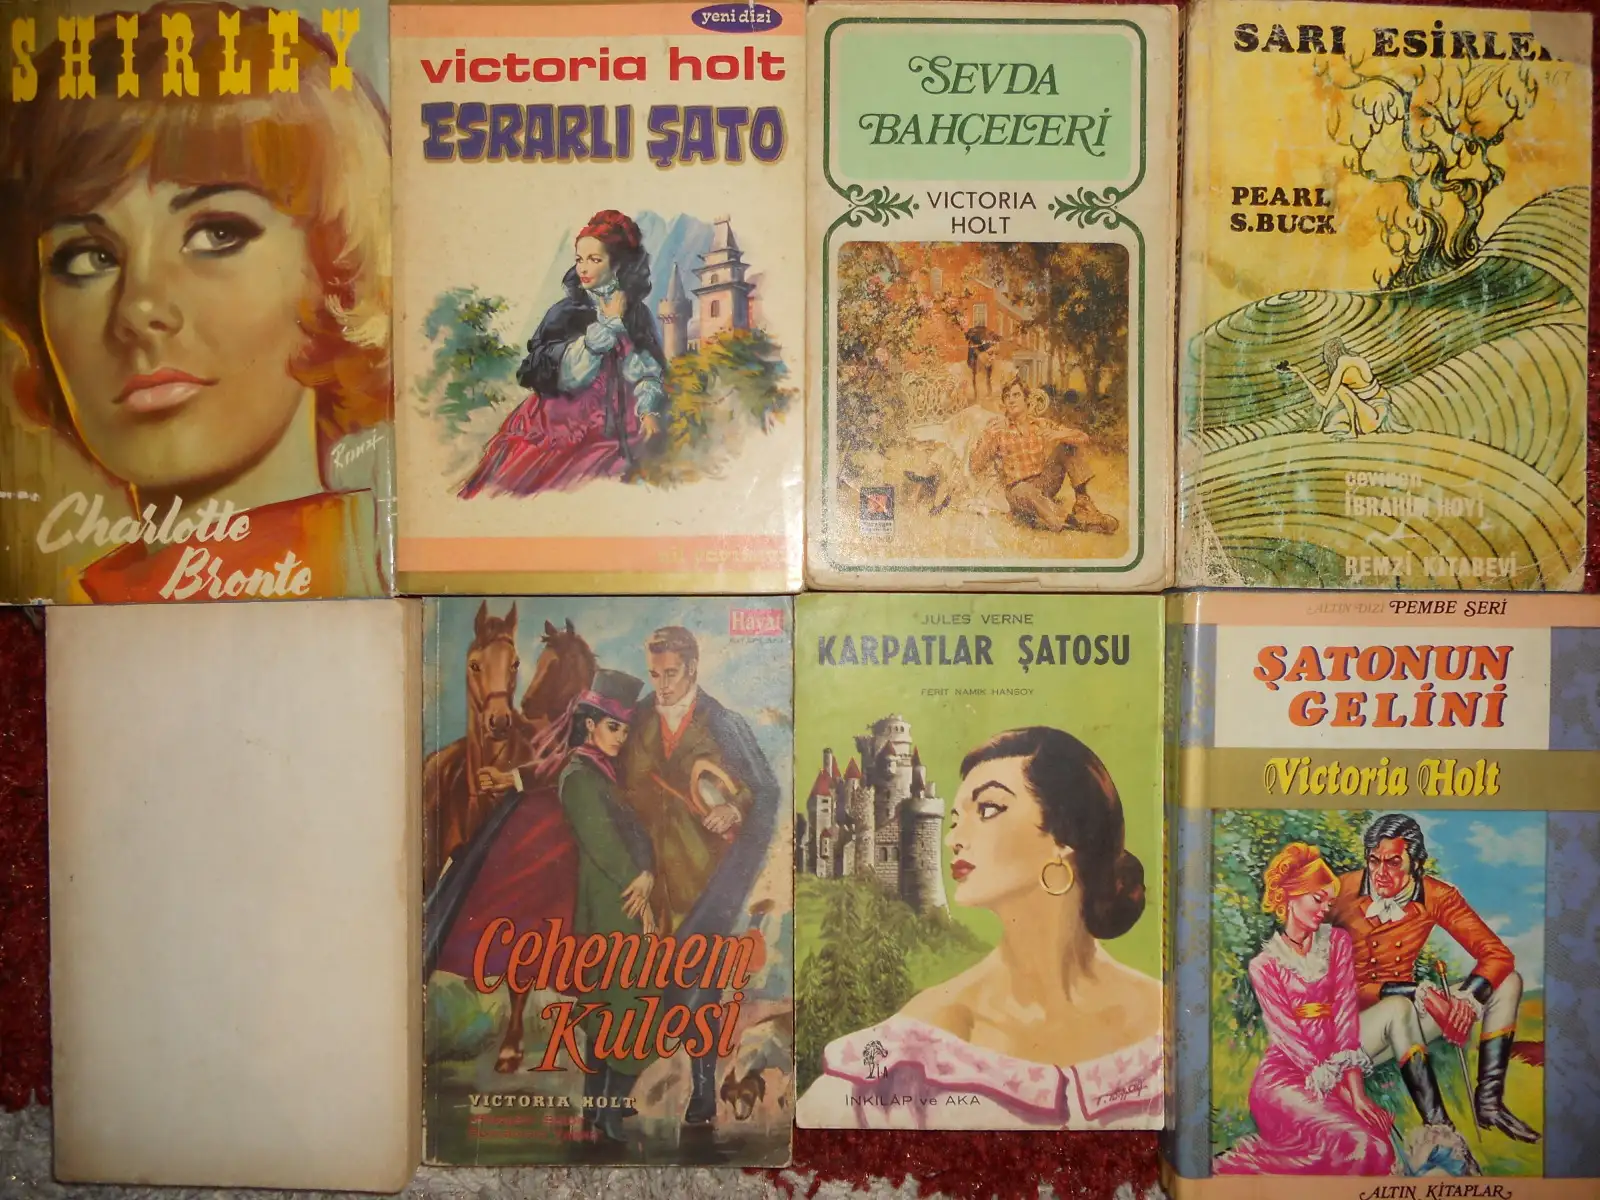 SHIRLEY
Charlotte
Bronte
yeni dizi
victoria holt
ESRARLI ŞATO
SEVDA
BAHÇELERİ
VICTORIA
HOLT
SARI ESİRLER
PEARL
S.BUCK
çeviren
İBRAHİM HOYİ
REMZİ KİTABEVİ
Hayat
Cehennem
Kulesi
VICTORIA HOLT
JULES VERNE
KARPATLAR ŞATOSU
FERİT NAMIK HANSOY
İNKILÂP ve AKA
ALTIN DİZİ PEMBE SERİ
ŞATONUN
GELİNİ
Victoria Holt
ALTIN KİTAPLAR